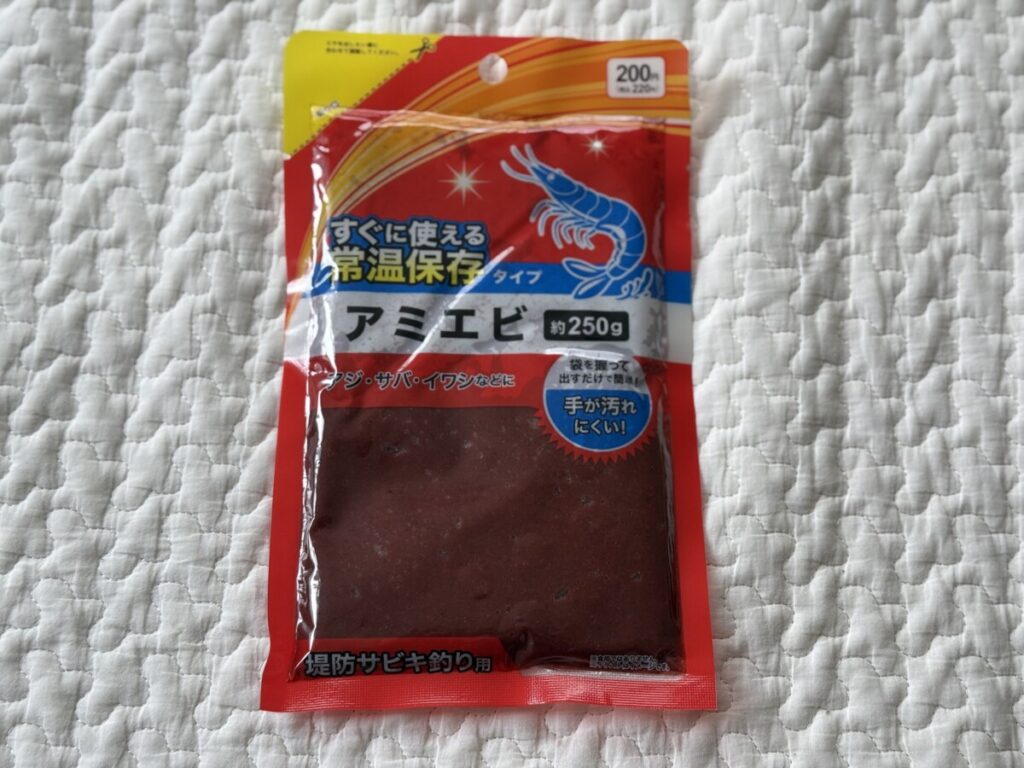 200円
(税込220円)
すぐに使える
常温保存タイプ
アミエビ 約250g
アジ・サバ・イワシなどに
袋を握って
出すだけで簡単!
手が汚れ
にくい!
堤防サビキ釣り用